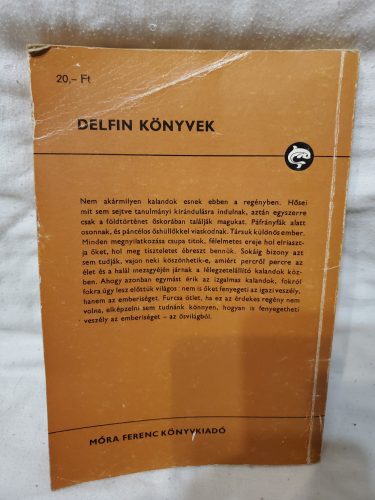 20,– Ft
DELFIN KÖNYVEK
Nem akármilyen kalandok esnek ebben a regényben. Hősei
mit sem sejtve tanulmányi kirándulásra indulnak, aztán egyszerre
csak a földtörténet őskorában találják magukat. Páfrányfák alatt
osonnak, és páncélos őshüllőkkel viaskodnak. Társuk különös ember.
Minden megnyilatkozása csupa titok, félelmetes ereje hol elriaszt-
ja őket, hol meg tiszteletet ébreszt bennük. Sokáig bizony azt
sem tudják, vajon neki köszönhetik-e, amiért percről percre az
élet és a halál mezsgyéjén járnak a lélegzetelállító kalandok köz-
ben. Ahogy azonban egymást érik az izgalmas kalandok, fokról
fokra úgy lesz előttük világos: nem is őket fenyegeti az igazi veszély,
hanem az emberiséget. Furcsa ötlet, ha ez az érdekes regény nem
volna, elképzelni sem tudnánk könnyen, hogyan is fenyegetheti
veszély az emberiséget – az ősvilágból.
MÓRA FERENC KÖNYVKIADÓ